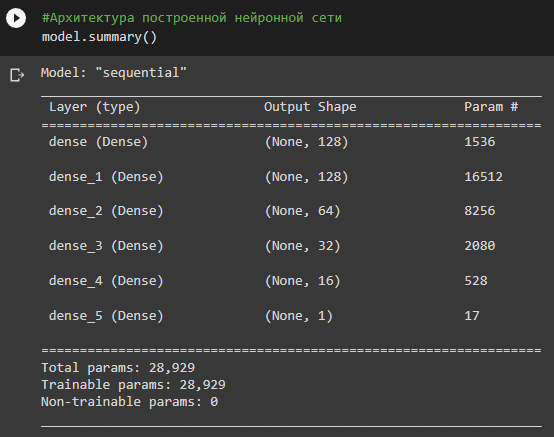 #Архитектура построенной нейронной сети
model.summary()
Model: "sequential"
_________________________________________________________________
Layer (type) Output Shape Param #
=================================================================
dense (Dense) (None, 128) 1536
dense_1 (Dense) (None, 128) 16512
dense_2 (Dense) (None, 64) 8256
dense_3 (Dense) (None, 32) 2080
dense_4 (Dense) (None, 16) 528
dense_5 (Dense) (None, 1) 17
=================================================================
Total params: 28,929
Trainable params: 28,929
Non-trainable params: 0
_________________________________________________________________